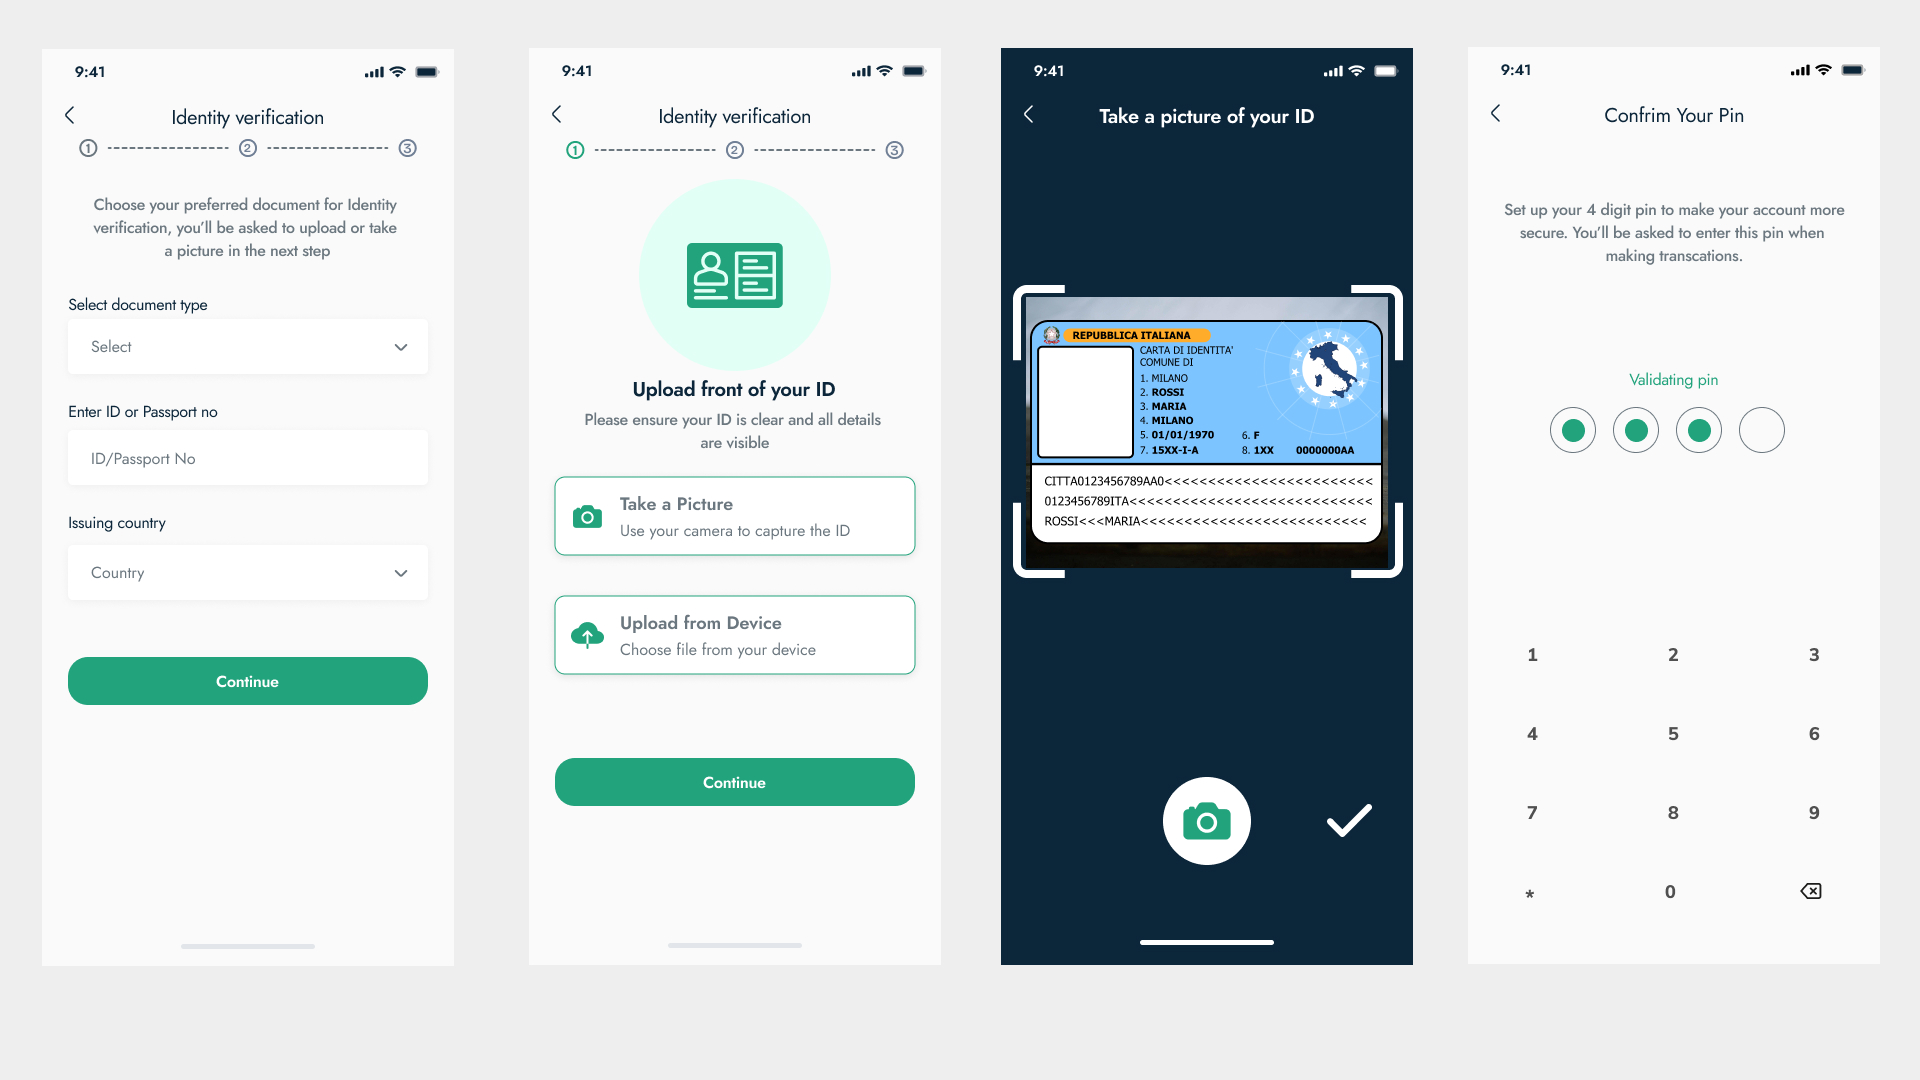 9:41
Identity verification
1 2 3
Choose your preferred document for Identity
verification, you'll be asked to upload or take
a picture in the next step
Select document type
Select
Enter ID or Passport no
ID/Passport No
Issuing country
Country
Continue
9:41
Identity verification
1 2 3
Upload front of your ID
Please ensure your ID is clear and all details
are visible
Take a Picture
Use your camera to capture the ID
Upload from Device
Choose file from your device
Continue
9:41
Take a picture of your ID
REPUBBLICA ITALIANA
CARTA DI IDENTITA'
COMUNE DI
1. MILANO
2. ROSSI
3. MARIA
4. MILANO
5. 01/01/1970 6. F
7. 15XX-I-A 8. 1XX 0000000AA
CITTA0123456789AA0<<<<<<<<<<<<<<<<<<<<<<<<
0123456789ITA<<<<<<<<<<<<<<<<<<<<<<<<<<<<
ROSSI<<<MARIA<<<<<<<<<<<<<<<<<<<<<<<<<<
9:41
Confrim Your Pin
Set up your 4 digit pin to make your account more
secure. You'll be asked to enter this pin when
making transcations.
Validating pin
1 2 3
4 5 6
7 8 9
* 0